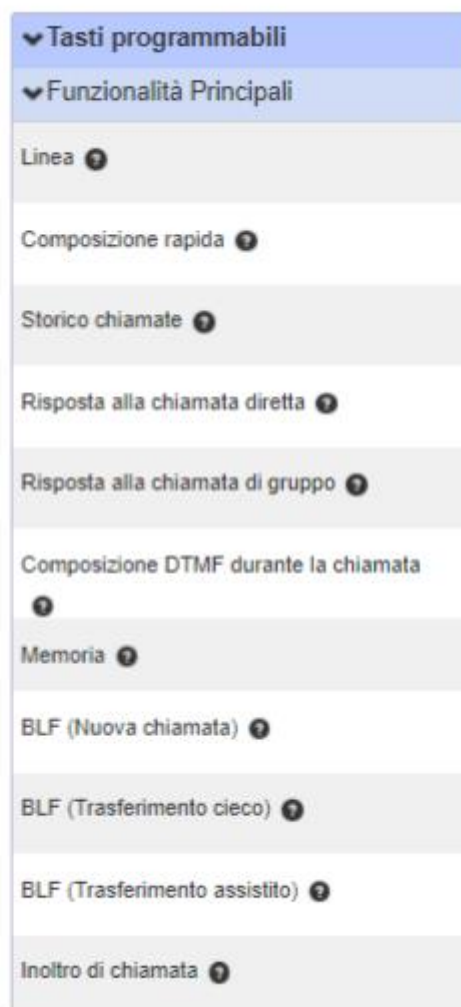 Tasti programmabili
Funzionalità Principali
Linea
Composizione rapida
Storico chiamate
Risposta alla chiamata diretta
Risposta alla chiamata di gruppo
Composizione DTMF durante la chiamata
Memoria
BLF (Nuova chiamata)
BLF (Trasferimento cieco)
BLF (Trasferimento assistito)
Inoltro di chiamata